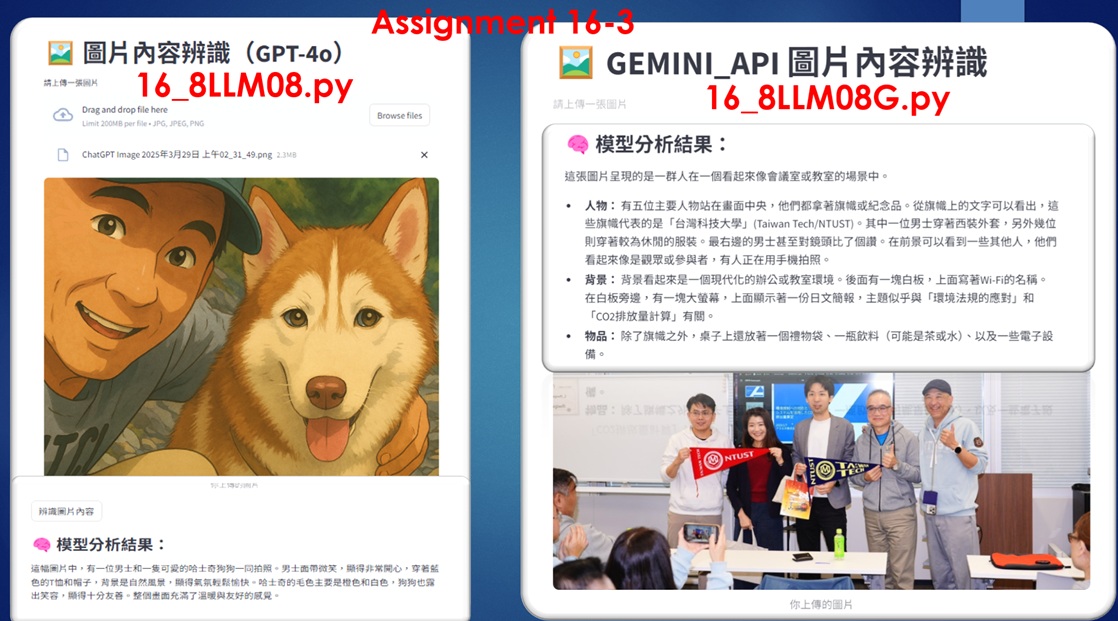 Assignment 16-3
圖片內容辨識（GPT-4o）
16_8LLM08.py
請上傳一張圖片
Drag and drop file here
Limit 200MB per file • JPG, JPEG, PNG
Browse files
ChatGPT Image 2025年3月29日 上午02_31_49.png 2.3MB
你上傳的圖片
辨識圖片內容
模型分析結果：
這幅圖片中，有一位男士和一隻可愛的哈士奇狗狗一同拍照。男士面帶微笑，顯得非常開心，穿著藍
色的T恤和帽子，背景是自然風景，顯得氣氛輕鬆愉快。哈士奇的毛色主要是橙色和白色，狗狗也露
出笑容，顯得十分友善。整個畫面充滿了溫暖與友好的感覺。
GEMINI_API 圖片內容辨識
16_8LLM08G.py
請上傳一張圖片
模型分析結果：
這張圖片呈現的是一群人在一個看起來像會議室或教室的場景中。
• 人物： 有五位主要人物站在畫面中央，他們都拿著旗幟或紀念品。從旗幟上的文字可以看出，這
些旗幟代表的是「台灣科技大學」(Taiwan Tech/NTUST)。其中一位男士穿著西裝外套，另外幾位
則穿著較為休閒的服裝。最右邊的男士甚至對鏡頭比了個讚。在前景可以看到一些其他人，他們
看起來像是觀眾或參與者，有人正在用手機拍照。
• 背景： 背景看起來是一個現代化的辦公或教室環境。後面有一塊白板，上面寫著Wi-Fi的名稱。
在白板旁邊，有一塊大螢幕，上面顯示著一份日文簡報，主題似乎與「環境法規的應對」和
「CO2排放量計算」有關。
• 物品： 除了旗幟之外，桌子上還放著一個禮物袋、一瓶飲料（可能是茶或水）、以及一些電子設
備。
NTUST
NTUST TAIWAN TECH
你上傳的圖片